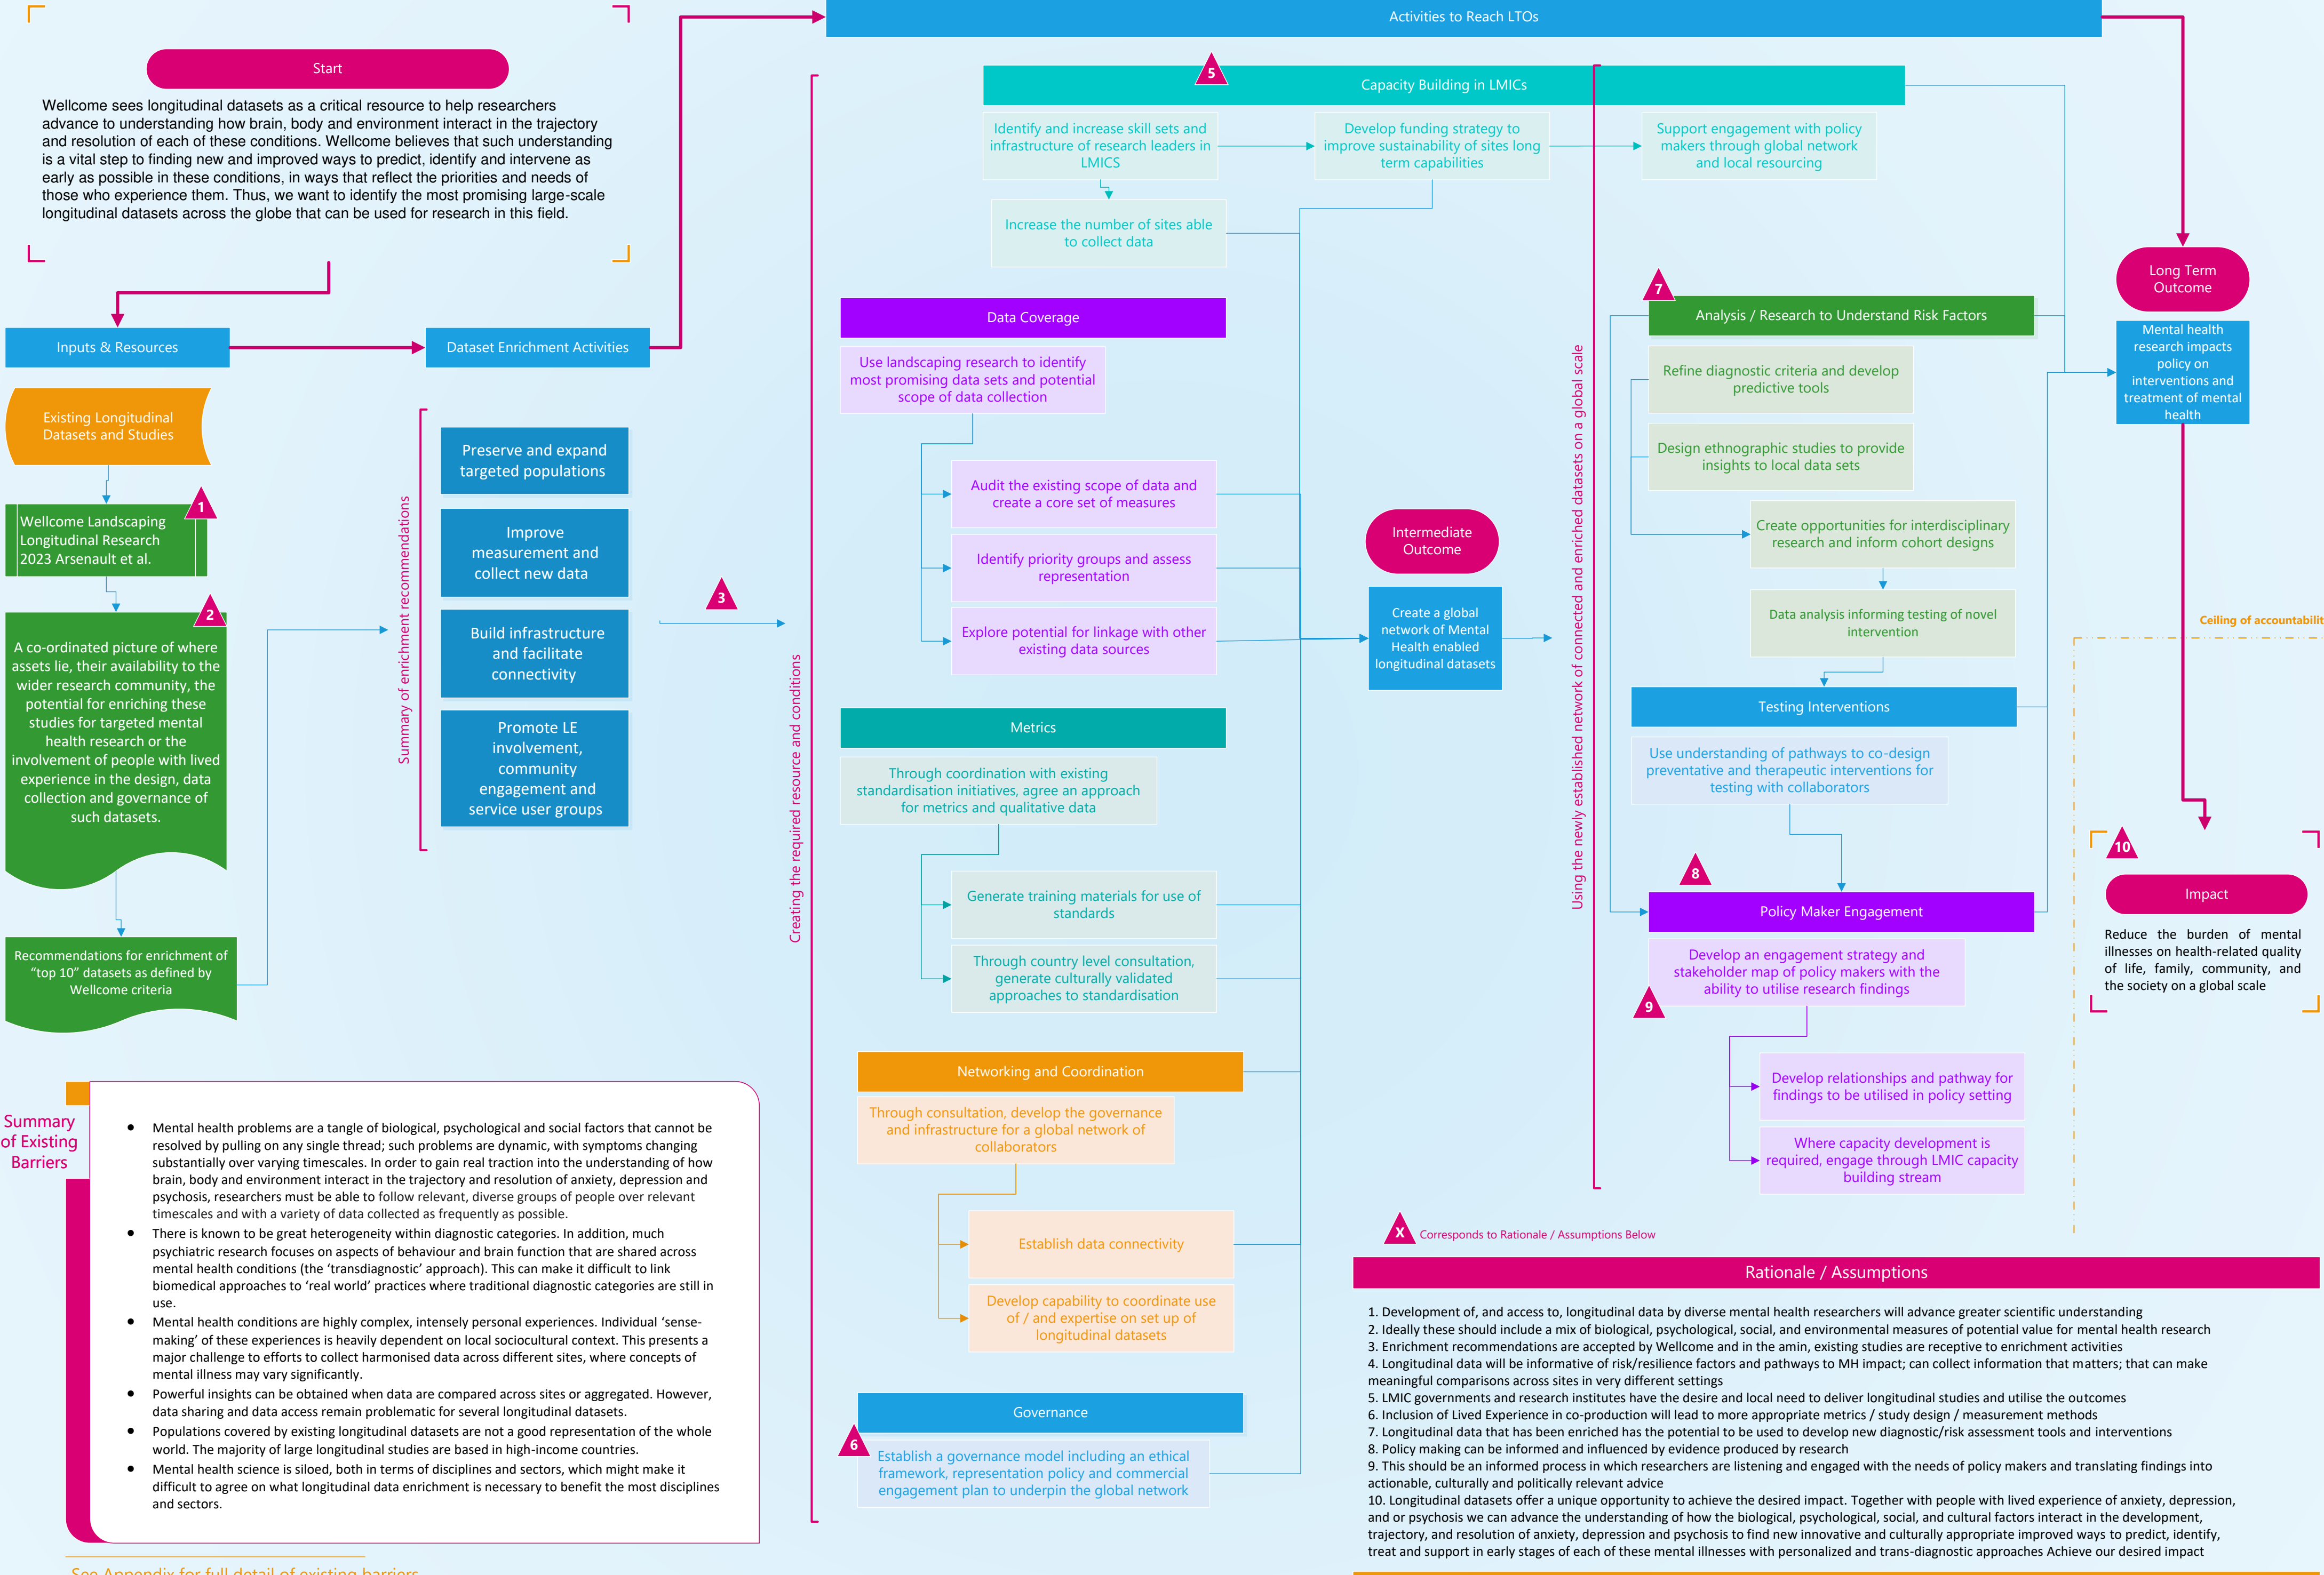 Activities to Reach LTOs
Start
Wellcome sees longitudinal datasets as a critical resource to help researchers
advance to understanding how brain, body and environment interact in the trajectory
and resolution of each of these conditions. Wellcome believes that such understanding
is a vital step to finding new and improved ways to predict, identify and intervene as
early as possible in these conditions, in ways that reflect the priorities and needs of
those who experience them. Thus, we want to identify the most promising large-scale
longitudinal datasets across the globe that can be used for research in this field.
Inputs & Resources
Dataset Enrichment Activities
Existing Longitudinal
Datasets and Studies
1
Wellcome Landscaping
Longitudinal Research
2023 Arsenault et al.
2
A co-ordinated picture of where
assets lie, their availability to the
wider research community, the
potential for enriching these
studies for targeted mental
health research or the
involvement of people with lived
experience in the design, data
collection and governance of
such datasets.
Recommendations for enrichment of
“top 10” datasets as defined by
Wellcome criteria
Summary of enrichment recommendations
Preserve and expand
targeted populations
Improve
measurement and
collect new data
Build infrastructure
and facilitate
connectivity
Promote LE
involvement,
community
engagement and
service user groups
3
Creating the required resource and conditions
5
Capacity Building in LMICs
Identify and increase skill sets and
infrastructure of research leaders in
LMICS
Develop funding strategy to
improve sustainability of sites long
term capabilities
Support engagement with policy
makers through global network
and local resourcing
Increase the number of sites able
to collect data
Data Coverage
Use landscaping research to identify
most promising data sets and potential
scope of data collection
Audit the existing scope of data and
create a core set of measures
Identify priority groups and assess
representation
Explore potential for linkage with other
existing data sources
Metrics
Through coordination with existing
standardisation initiatives, agree an approach
for metrics and qualitative data
Generate training materials for use of
standards
Through country level consultation,
generate culturally validated
approaches to standardisation
Networking and Coordination
Through consultation, develop the governance
and infrastructure for a global network of
collaborators
Establish data connectivity
Develop capability to coordinate use
of / and expertise on set up of
longitudinal datasets
Governance
6
Establish a governance model including an ethical
framework, representation policy and commercial
engagement plan to underpin the global network
Intermediate
Outcome
Create a global
network of Mental
Health enabled
longitudinal datasets
Using the newly established network of connected and enriched datasets on a global scale
7
Analysis / Research to Understand Risk Factors
Refine diagnostic criteria and develop
predictive tools
Design ethnographic studies to provide
insights to local data sets
Create opportunities for interdisciplinary
research and inform cohort designs
Data analysis informing testing of novel
intervention
Testing Interventions
Use understanding of pathways to co-design
preventative and therapeutic interventions for
testing with collaborators
8
Policy Maker Engagement
Develop an engagement strategy and
stakeholder map of policy makers with the
ability to utilise research findings
9
Develop relationships and pathway for
findings to be utilised in policy setting
Where capacity development is
required, engage through LMIC capacity
building stream
Long Term
Outcome
Mental health
research impacts
policy on
interventions and
treatment of mental
health
Ceiling of accountabilit
10
Impact
Reduce the burden of mental
illnesses on health-related quality
of life, family, community, and
the society on a global scale
Summary
of Existing
Barriers
• Mental health problems are a tangle of biological, psychological and social factors that cannot be
resolved by pulling on any single thread; such problems are dynamic, with symptoms changing
substantially over varying timescales. In order to gain real traction into the understanding of how
brain, body and environment interact in the trajectory and resolution of anxiety, depression and
psychosis, researchers must be able to follow relevant, diverse groups of people over relevant
timescales and with a variety of data collected as frequently as possible.
• There is known to be great heterogeneity within diagnostic categories. In addition, much
psychiatric research focuses on aspects of behaviour and brain function that are shared across
mental health conditions (the ‘transdiagnostic’ approach). This can make it difficult to link
biomedical approaches to ‘real world’ practices where traditional diagnostic categories are still in
use.
• Mental health conditions are highly complex, intensely personal experiences. Individual ‘sense-
making’ of these experiences is heavily dependent on local sociocultural context. This presents a
major challenge to efforts to collect harmonised data across different sites, where concepts of
mental illness may vary significantly.
• Powerful insights can be obtained when data are compared across sites or aggregated. However,
data sharing and data access remain problematic for several longitudinal datasets.
• Populations covered by existing longitudinal datasets are not a good representation of the whole
world. The majority of large longitudinal studies are based in high-income countries.
• Mental health science is siloed, both in terms of disciplines and sectors, which might make it
difficult to agree on what longitudinal data enrichment is necessary to benefit the most disciplines
and sectors.
See Appendix for full detail of existing barriers
X Corresponds to Rationale / Assumptions Below
Rationale / Assumptions
1. Development of, and access to, longitudinal data by diverse mental health researchers will advance greater scientific understanding
2. Ideally these should include a mix of biological, psychological, social, and environmental measures of potential value for mental health research
3. Enrichment recommendations are accepted by Wellcome and in the amin, existing studies are receptive to enrichment activities
4. Longitudinal data will be informative of risk/resilience factors and pathways to MH impact; can collect information that matters; that can make
meaningful comparisons across sites in very different settings
5. LMIC governments and research institutes have the desire and local need to deliver longitudinal studies and utilise the outcomes
6. Inclusion of Lived Experience in co-production will lead to more appropriate metrics / study design / measurement methods
7. Longitudinal data that has been enriched has the potential to be used to develop new diagnostic/risk assessment tools and interventions
8. Policy making can be informed and influenced by evidence produced by research
9. This should be an informed process in which researchers are listening and engaged with the needs of policy makers and translating findings into
actionable, culturally and politically relevant advice
10. Longitudinal datasets offer a unique opportunity to achieve the desired impact. Together with people with lived experience of anxiety, depression,
and or psychosis we can advance the understanding of how the biological, psychological, social, and cultural factors interact in the development,
trajectory, and resolution of anxiety, depression and psychosis to find new innovative and culturally appropriate improved ways to predict, identify,
treat and support in early stages of each of these mental illnesses with personalized and trans-diagnostic approaches Achieve our desired impact